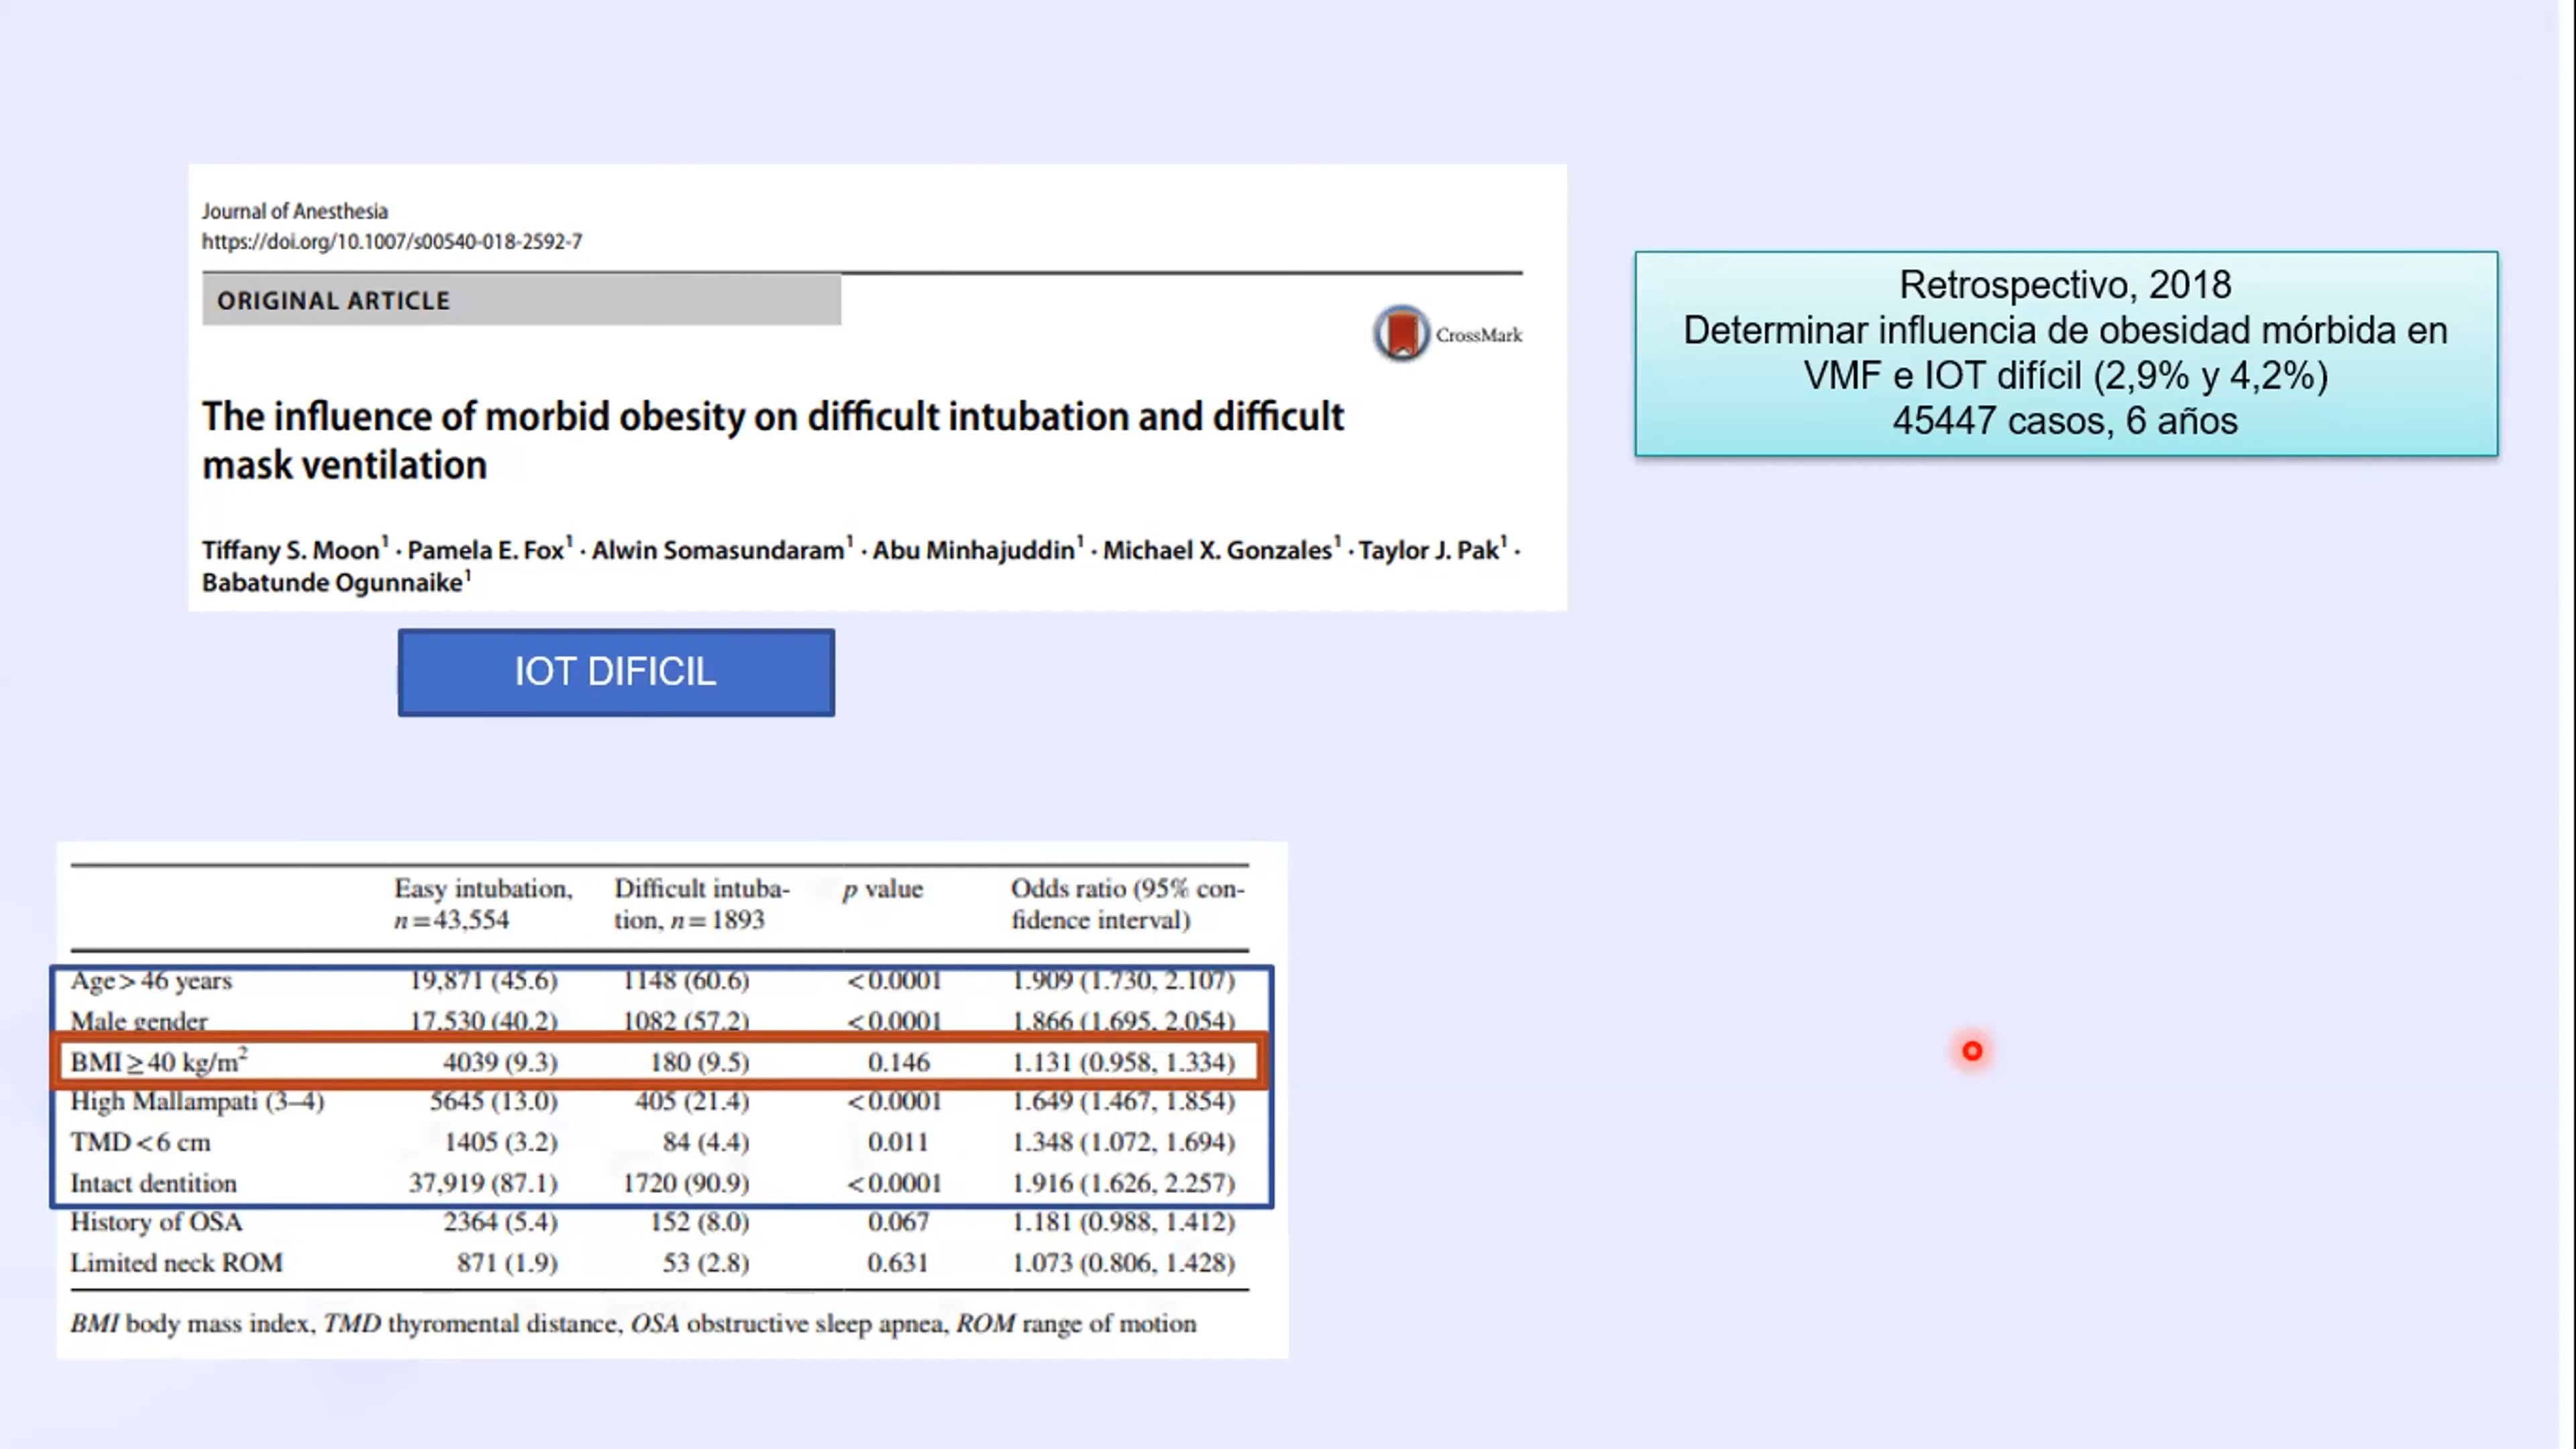 Journal of Anesthesia
https://doi.org/10.1007/s00540-018-2592-7
ORIGINAL ARTICLE
CrossMark
The influence of morbid obesity on difficult intubation and difficult
mask ventilation
Tiffany S. Moon¹ · Pamela E. Fox¹ · Alwin Somasundaram¹ · Abu Minhajuddin¹ · Michael X. Gonzales¹ · Taylor J. Pak¹ ·
Babatunde Ogunnaike¹
Retrospectivo, 2018
Determinar influencia de obesidad mórbida en
VMF e IOT difícil (2,9% y 4,2%)
45447 casos, 6 años
IOT DIFICIL
Easy intubation, Difficult intuba- p value Odds ratio (95% con-
n=43,554 tion, n=1893 fidence interval)
Age>46 years 19,871 (45.6) 1148 (60.6) <0.0001 1.909 (1.730, 2.107)
Male gender 17,530 (40.2) 1082 (57.2) <0.0001 1.866 (1.695, 2.054)
BMI≥40 kg/m² 4039 (9.3) 180 (9.5) 0.146 1.131 (0.958, 1.334)
High Mallampati (3–4) 5645 (13.0) 405 (21.4) <0.0001 1.649 (1.467, 1.854)
TMD<6 cm 1405 (3.2) 84 (4.4) 0.011 1.348 (1.072, 1.694)
Intact dentition 37,919 (87.1) 1720 (90.9) <0.0001 1.916 (1.626, 2.257)
History of OSA 2364 (5.4) 152 (8.0) 0.067 1.181 (0.988, 1.412)
Limited neck ROM 871 (1.9) 53 (2.8) 0.631 1.073 (0.806, 1.428)
BMI body mass index, TMD thyromental distance, OSA obstructive sleep apnea, ROM range of motion